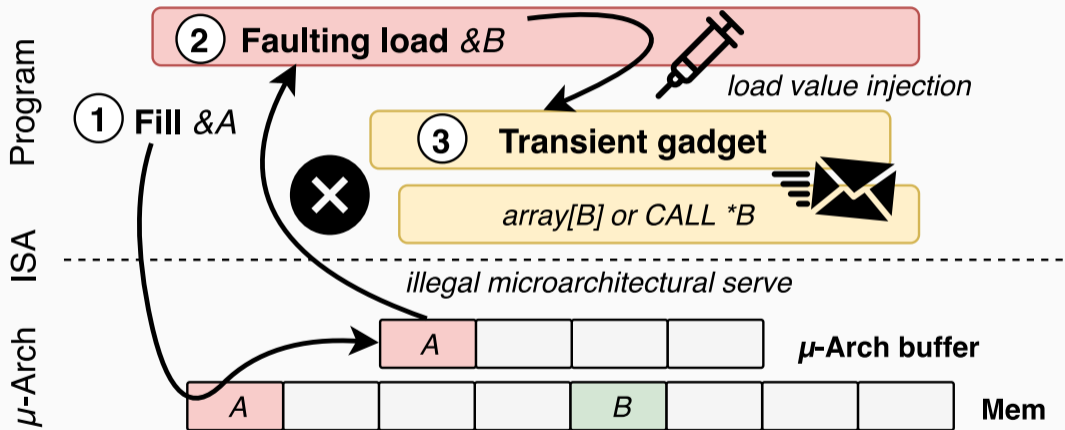 Program
ISA
μ-Arch
2 Faulting load &B
load value injection
1 Fill &A
3 Transient gadget
array[B] or CALL *B
illegal microarchitectural serve
A
μ-Arch buffer
A
B
Mem